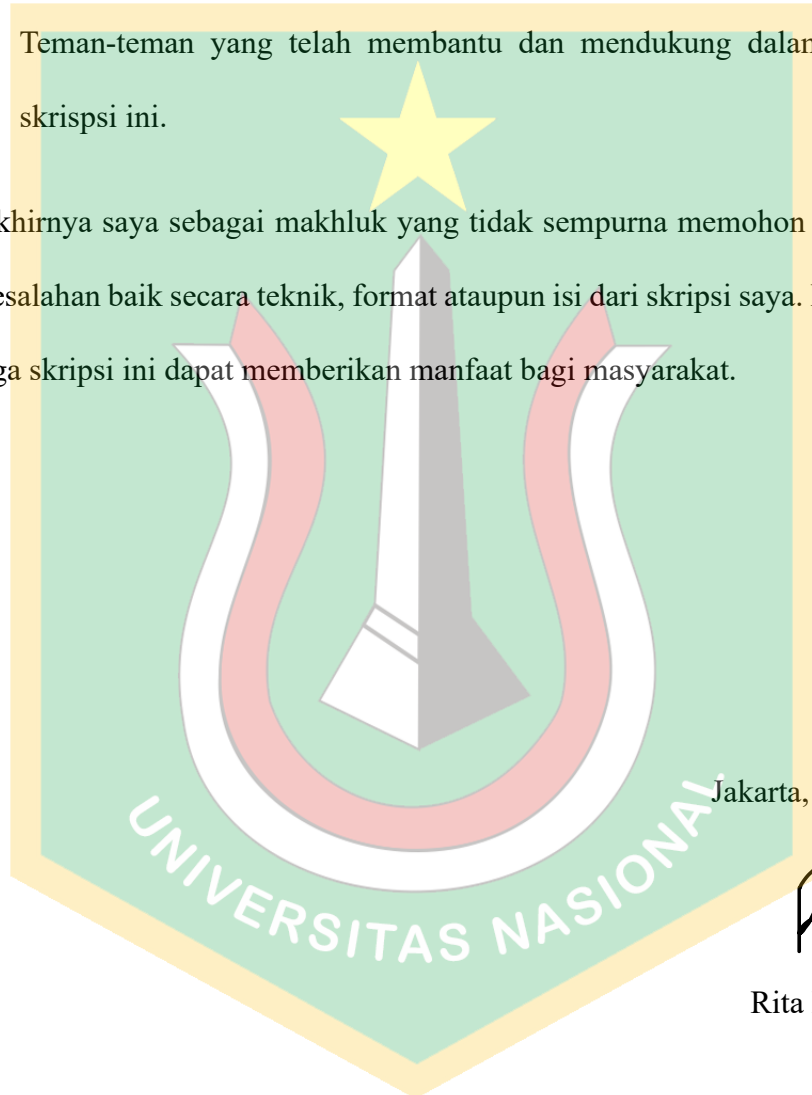 Teman-teman yang telah membantu dan mendukung dalam
skrispsi ini.
khirnya saya sebagai makhluk yang tidak sempurna memohon
esalahan baik secara teknik, format ataupun isi dari skripsi saya.
ga skripsi ini dapat memberikan manfaat bagi masyarakat.
Jakarta,
UNIVERSITAS NASIONAL
Rita